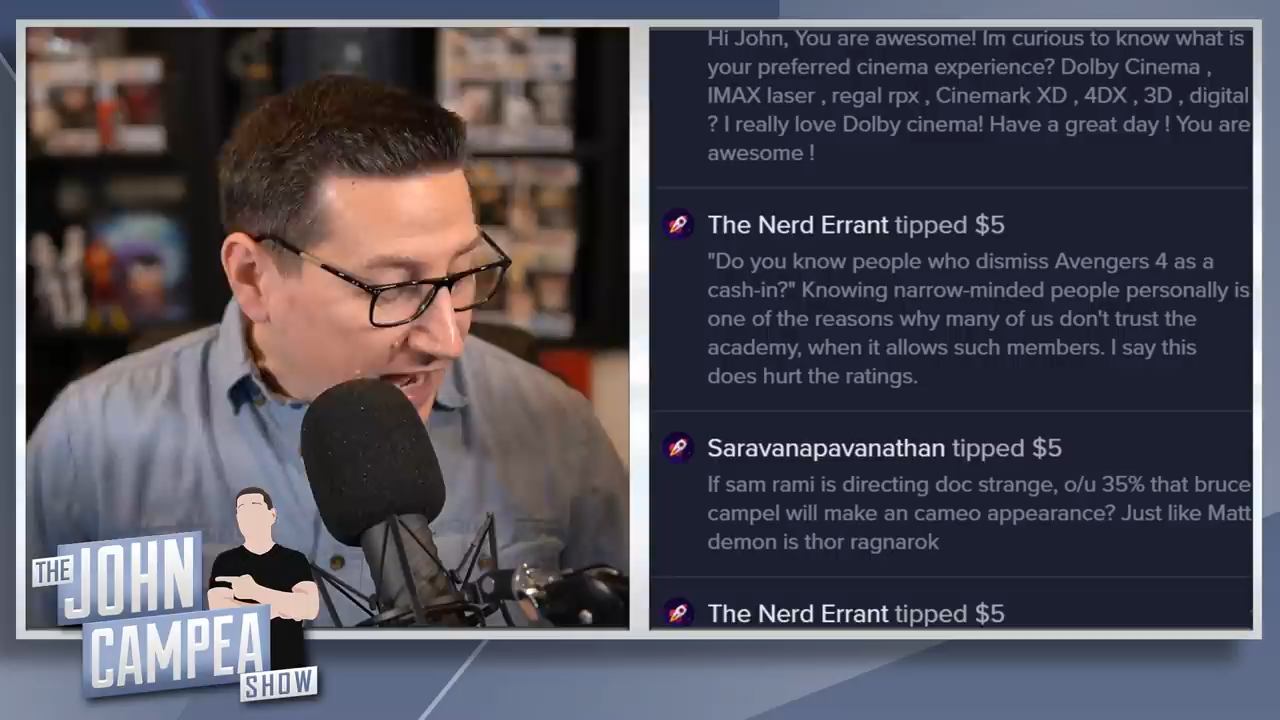 Hi John, You are awesome! Im curious to know what is
your preferred cinema experience? Dolby Cinema ,
IMAX laser , regal rpx , Cinemark XD , 4DX , 3D , digital
? I really love Dolby cinema! Have a great day ! You are
awesome !
The Nerd Errant tipped $5
"Do you know people who dismiss Avengers 4 as a
cash-in?" Knowing narrow-minded people personally is
one of the reasons why many of us don't trust the
academy, when it allows such members. I say this
does hurt the ratings.
Saravanapavanathan tipped $5
If sam rami is directing doc strange, o/u 35% that bruce
campel will make an cameo appearance? Just like Matt
demon is thor ragnarok
The Nerd Errant tipped $5
THE
JOHN
CAMPEA
SHOW